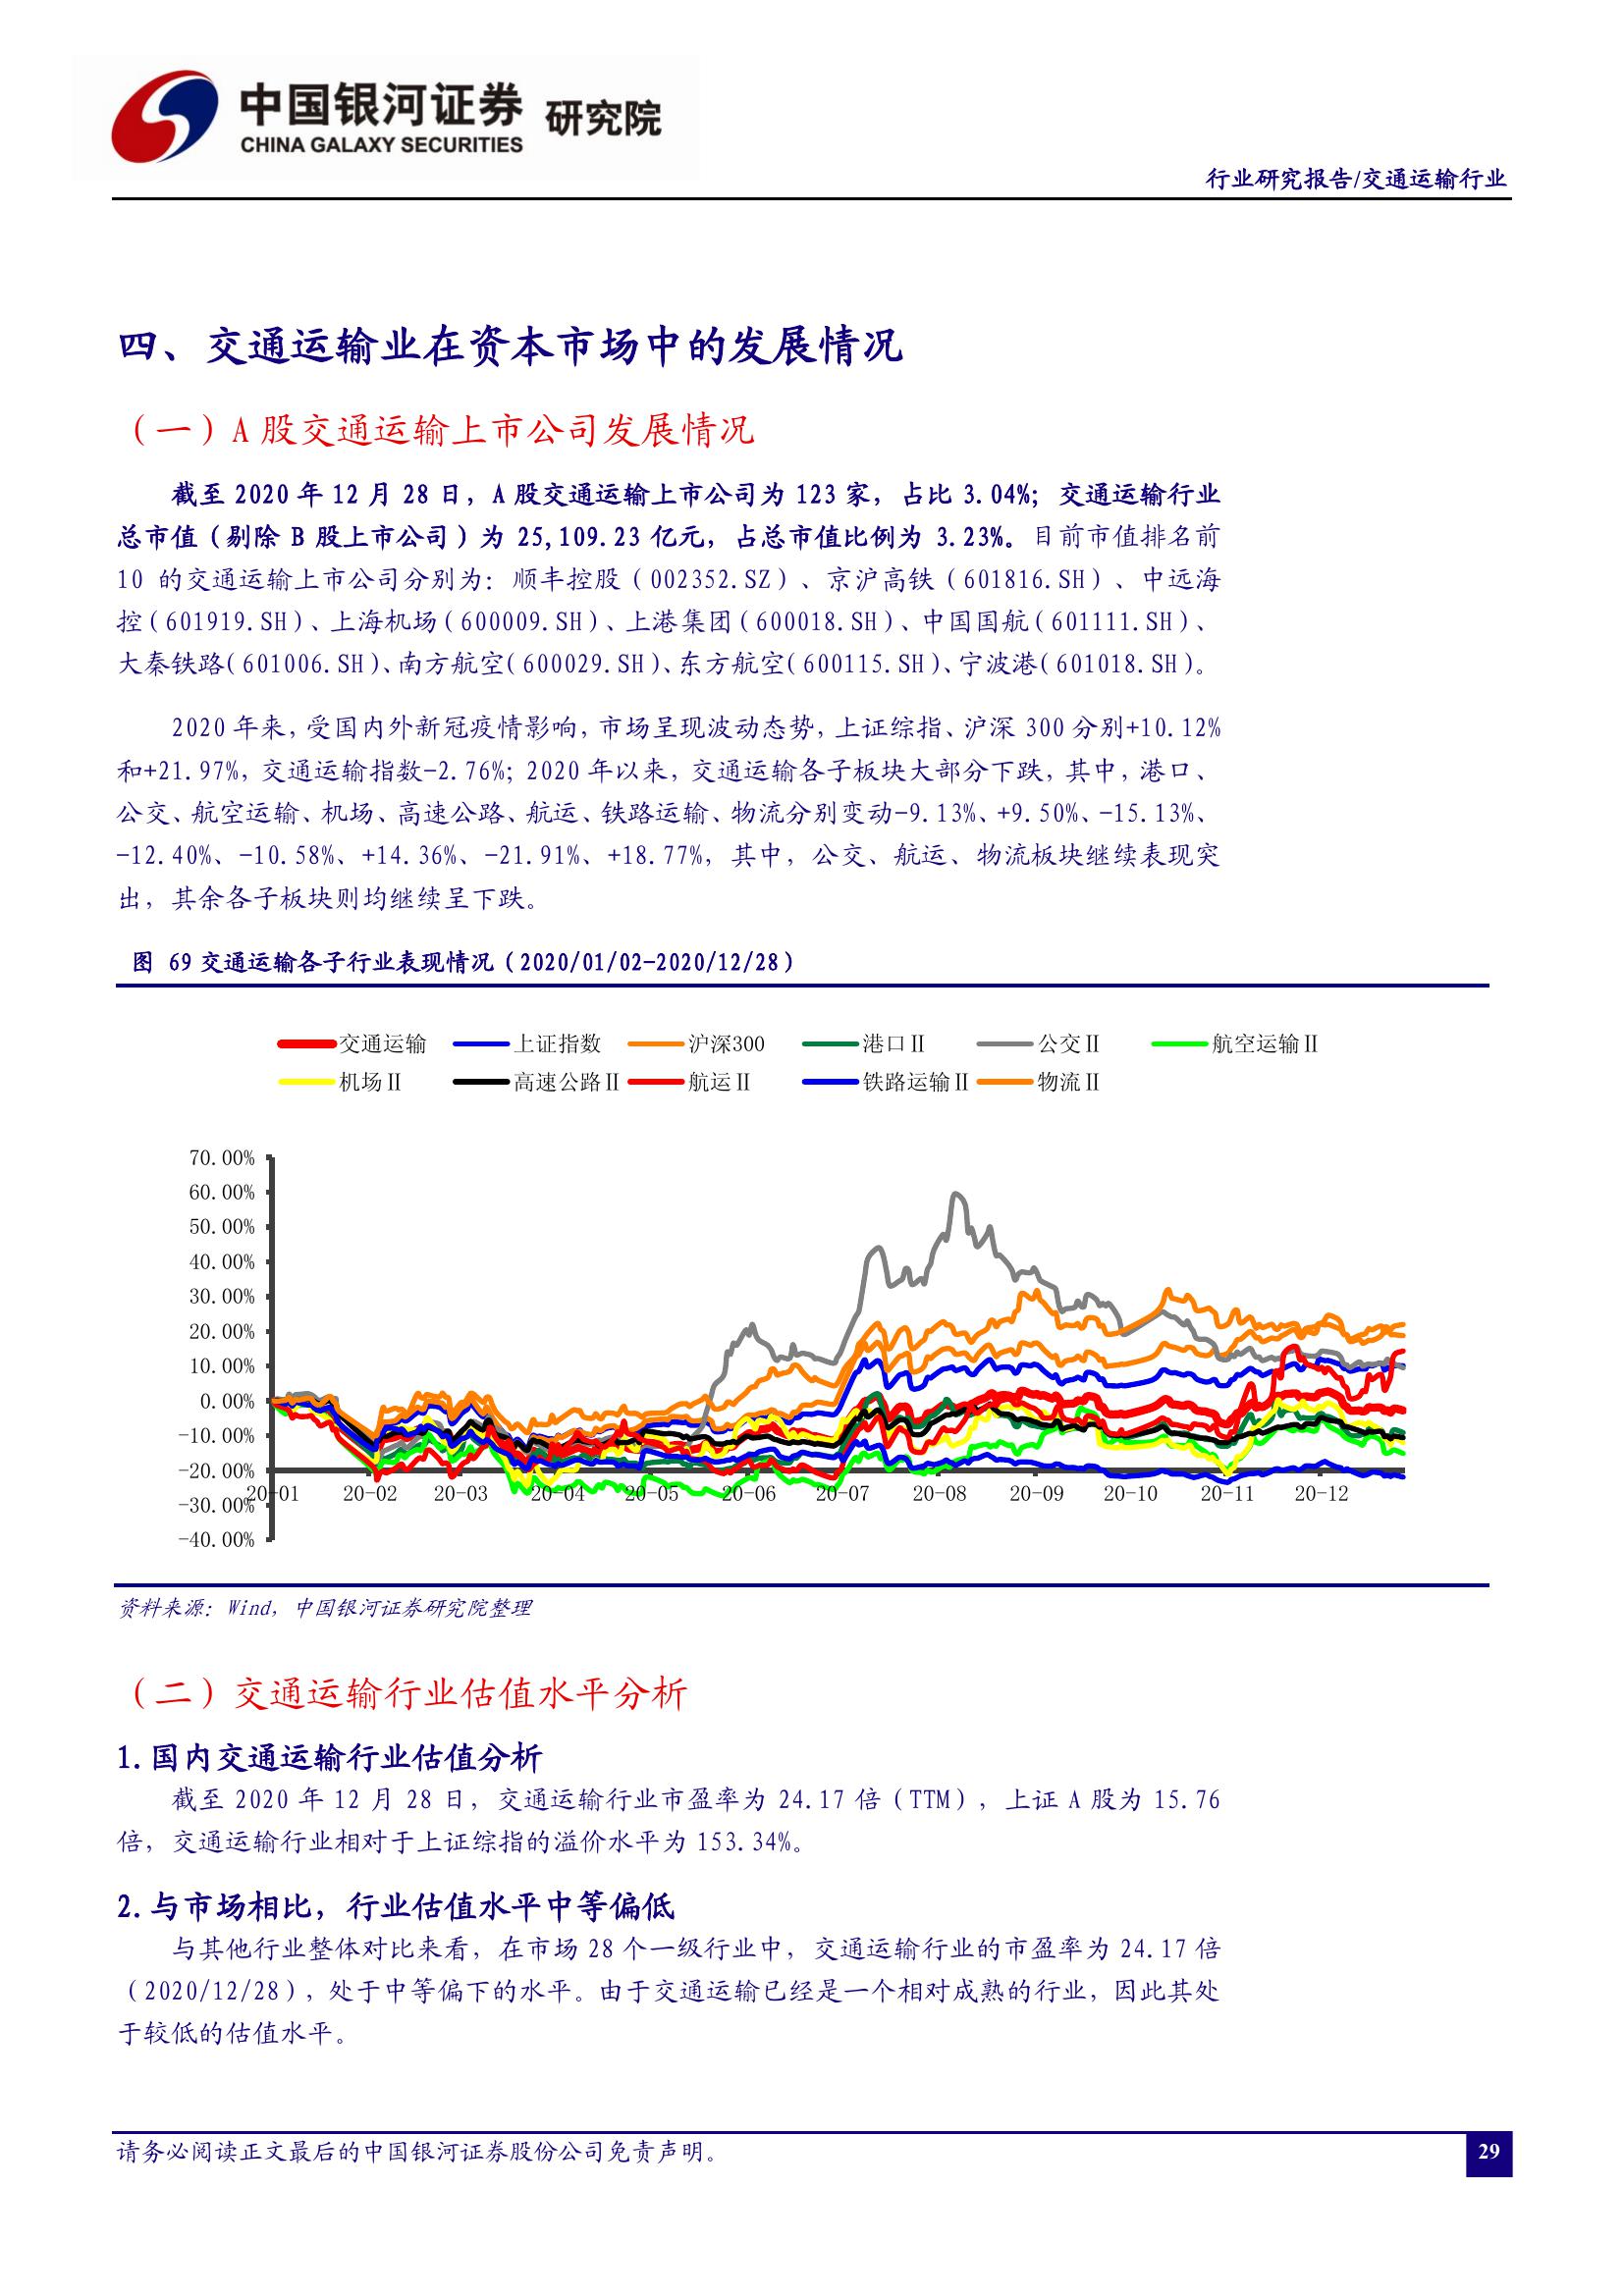 中国银河证券 研究院
CHINA GALAXY SECURITIES
行业研究报告/交通运输行业
四、交通运输业在资本市场中的发展情况
（一）A 股交通运输上市公司发展情况
截至 2020 年 12 月 28 日，A 股交通运输上市公司为 123 家，占比 3.04%；交通运输行业
总市值（剔除 B 股上市公司）为 25,109.23 亿元，占总市值比例为 3.23%。目前市值排名前
10 的交通运输上市公司分别为：顺丰控股（002352.SZ）、京沪高铁（601816.SH）、中远海
控（601919.SH）、上海机场（600009.SH）、上港集团（600018.SH）、中国国航（601111.SH）、
大秦铁路（601006.SH）、南方航空（600029.SH）、东方航空（600115.SH）、宁波港（601018.SH）。
2020 年来，受国内外新冠疫情影响，市场呈现波动态势，上证综指、沪深 300 分别+10.12%
和+21.97%，交通运输指数-2.76%；2020 年以来，交通运输各子板块大部分下跌，其中，港口、
公交、航空运输、机场、高速公路、航运、铁路运输、物流分别变动-9.13%、+9.50%、-15.13%、
-12.40%、-10.58%、+14.36%、-21.91%、+18.77%，其中，公交、航运、物流板块继续表现突
出，其余各子板块则均继续呈下跌。
图 69 交通运输各子行业表现情况（2020/01/02-2020/12/28）
交通运输 上证指数 沪深300 港口Ⅱ 公交Ⅱ 航空运输Ⅱ
机场Ⅱ 高速公路Ⅱ 航运Ⅱ 铁路运输Ⅱ 物流Ⅱ
70.00%
60.00%
50.00%
40.00%
30.00%
20.00%
10.00%
0.00%
-10.00%
-20.00%
-30.00%
-40.00%
20-01 20-02 20-03 20-04 20-05 20-06 20-07 20-08 20-09 20-10 20-11 20-12
资料来源：Wind，中国银河证券研究院整理
（二）交通运输行业估值水平分析
1.国内交通运输行业估值分析
截至 2020 年 12 月 28 日，交通运输行业市盈率为 24.17 倍（TTM），上证 A 股为 15.76
倍，交通运输行业相对于上证综指的溢价水平为 153.34%。
2.与市场相比，行业估值水平中等偏低
与其他行业整体对比来看，在市场 28 个一级行业中，交通运输行业的市盈率为 24.17 倍
（2020/12/28），处于中等偏下的水平。由于交通运输已经是一个相对成熟的行业，因此其处
于较低的估值水平。
请务必阅读正文最后的中国银河证券股份公司免责声明。
29